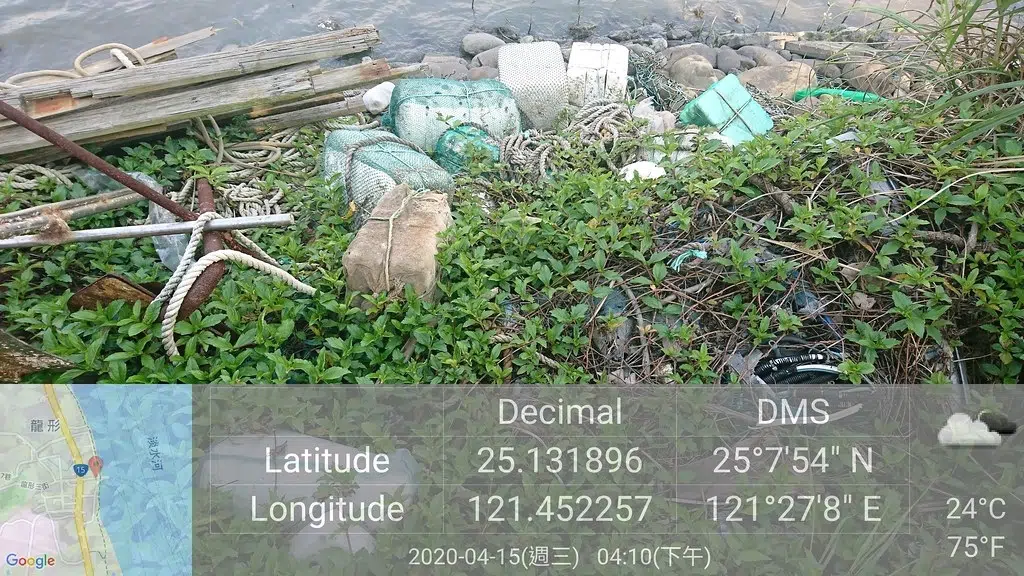 Decimal DMS
Latitude 25.131896 25°7'54" N
Longitude 121.452257 121°27'8" E
2020-04-15(週三) 04:10(下午)
24°C
75°F
龍形
淡水河
15
Google